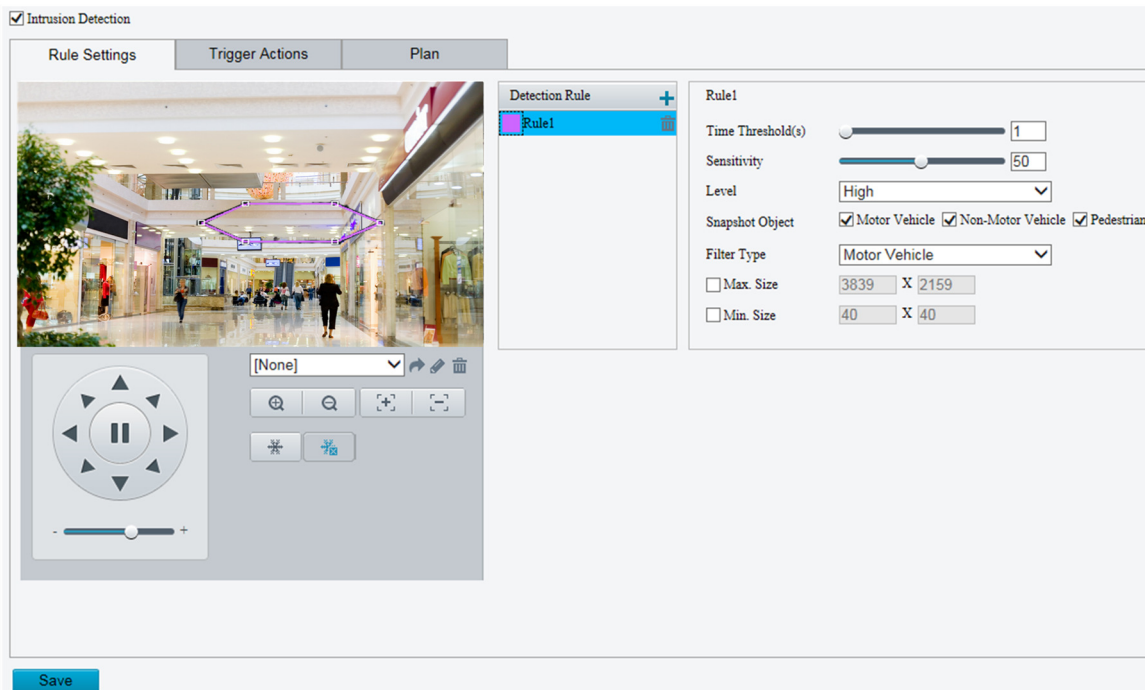 Intrusion Detection
Rule Settings
Trigger Actions
Plan
Detection Rule
Rule1
Rule1
Time Threshold(s)
1
Sensitivity
50
Level
High
Snapshot Object
Motor Vehicle
Non-Motor Vehicle
Pedestrian
Filter Type
Motor Vehicle
Max. Size
3839 X 2159
Min. Size
40 X 40
[None]
- +
Save